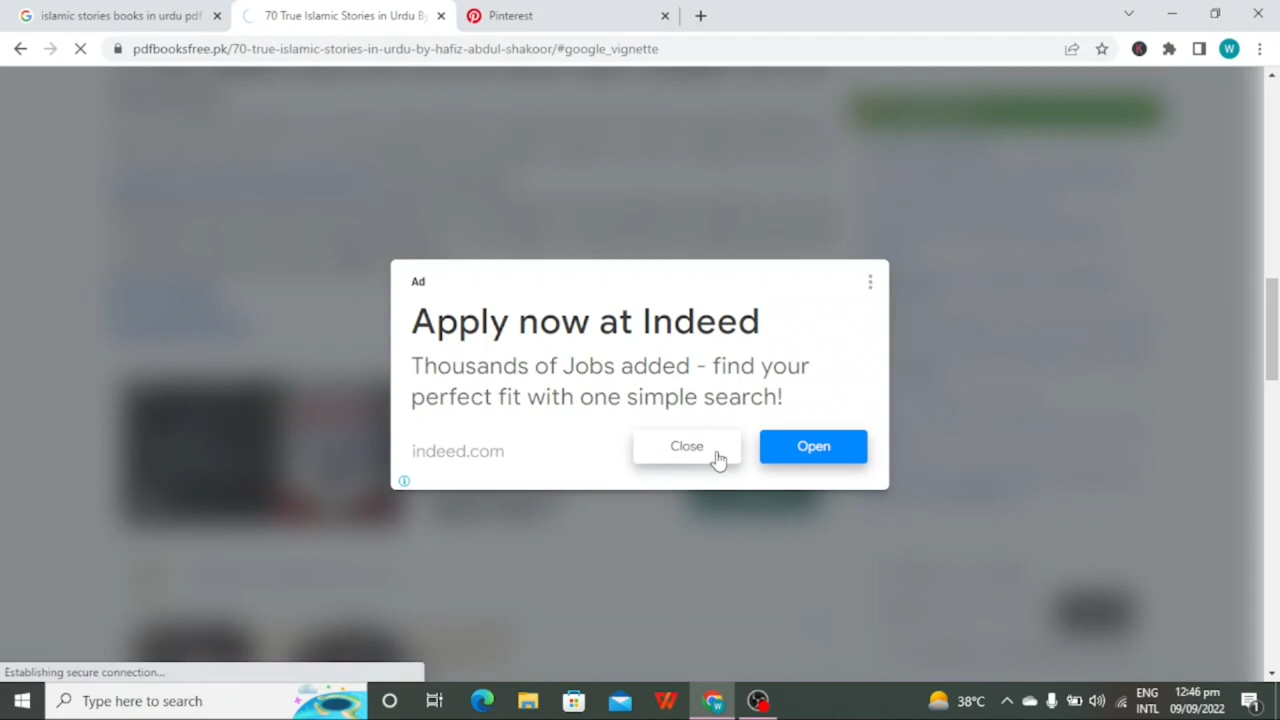 islamic stories books in urdu pdf
70 True Islamic Stories in Urdu By
Pinterest
pdfbooksfree.pk/70-true-islamic-stories-in-urdu-by-hafiz-abdul-shakoor/#google_vignette
W
Ad
Apply now at Indeed
Thousands of Jobs added - find your
perfect fit with one simple search!
indeed.com
Close
Open
Establishing secure connection...
Type here to search
38°C
ENG
INTL
12:46 pm
09/09/2022
1